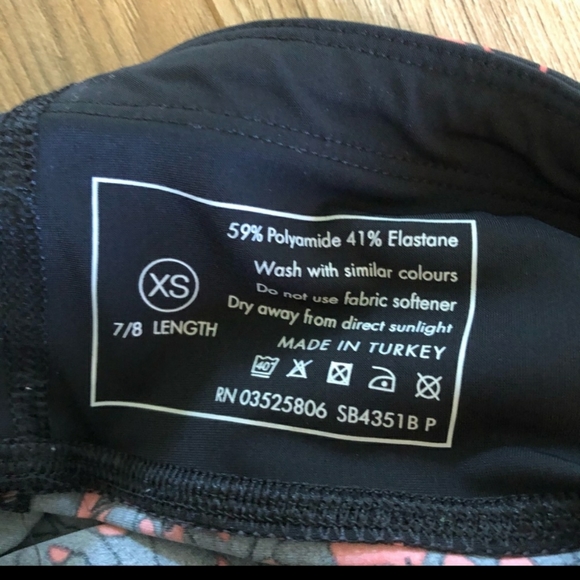 59% Polyamide 41% Elastane
Wash with similar colours
Do not use fabric softener
Dry away from direct sunlight
MADE IN TURKEY
XS
7/8 LENGTH
40°
RN 03525806 SB4351B P